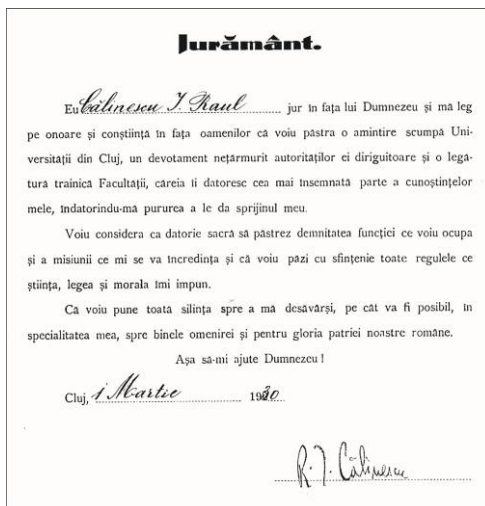 Jurământ.
Eu Călinescu I. Raul jur in fața lui Dumnezeu și mă leg
pe onoare și conștiință in fața oamenilor că voiu păstra o amintire scumpă Uni-
versității din Cluj, un devotament nețărmurit autorităților ei diriguitoare și o legă-
tură trainică Facultății, căreia îi datoresc cea mai însemnată parte a cunoștințelor
mele, îndatorindu-mă pururea a le da sprijinul meu.
Voiu considera ca datorie sacră să păstrez demnitatea funcției ce voiu ocupa
și a misiunii ce mi se va incredința și că voiu păzi cu sfințenie toate regulele ce
știința, legea și morala îmi impun.
Că voiu pune toată silința spre a mă desăvârși, pe cât va fi posibil, în
specialitatea mea, spre binele omenirei și pentru gloria patriei noastre române.
Așa să-mi ajute Dumnezeu !
Cluj, 1 Martie 1930
R. I. Călinescu